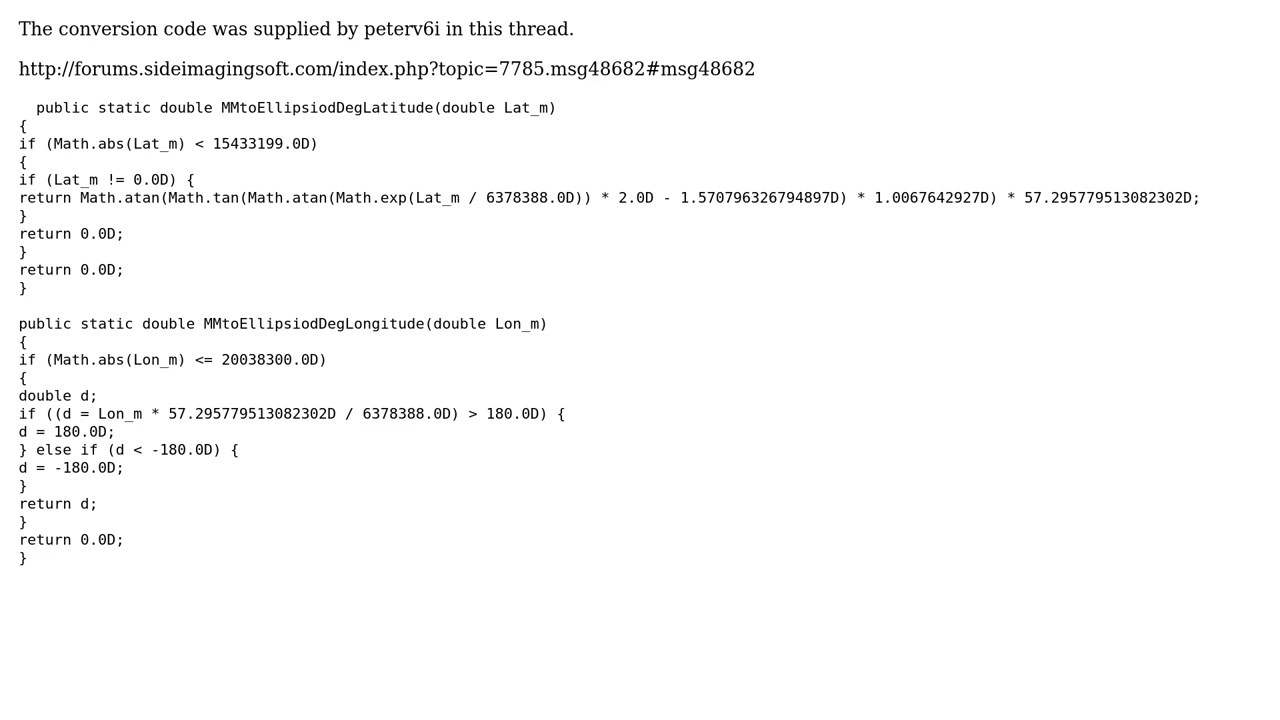 The conversion code was supplied by peterv6i in this thread.
http://forums.sideimagingsoft.com/index.php?topic=7785.msg48682#msg48682
public static double MMtoEllipsiodDegLatitude(double Lat_m)
{
if (Math.abs(Lat_m) < 15433199.0D)
{
if (Lat_m != 0.0D) {
return Math.atan(Math.tan(Math.atan(Math.exp(Lat_m / 6378388.0D)) * 2.0D - 1.570796326794897D) * 1.0067642927D) * 57.295779513082302D;
}
return 0.0D;
}
return 0.0D;
}

public static double MMtoEllipsiodDegLongitude(double Lon_m)
{
if (Math.abs(Lon_m) <= 20038300.0D)
{
double d;
if ((d = Lon_m * 57.295779513082302D / 6378388.0D) > 180.0D) {
d = 180.0D;
} else if (d < -180.0D) {
d = -180.0D;
}
return d;
}
return 0.0D;
}